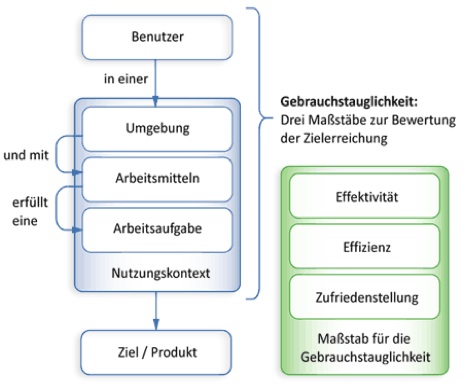 Benutzer
in einer
Umgebung
und mit
Arbeitsmitteln
erfüllt
eine
Arbeitsaufgabe
Nutzungskontext
Ziel / Produkt
Gebrauchstauglichkeit:
Drei Maßstäbe zur Bewertung
der Zielerreichung
Effektivität
Effizienz
Zufriedenstellung
Maßstab für die
Gebrauchstauglichkeit